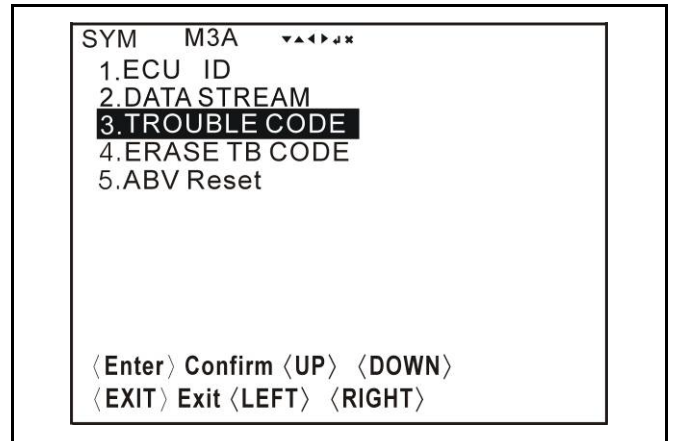 SYM M3A ▼▲◀▶↲✖
1.ECU ID
2.DATA STREAM
3.TROUBLE CODE
4.ERASE TB CODE
5.ABV Reset
〈Enter〉 Confirm 〈UP〉 〈DOWN〉
〈EXIT〉 Exit 〈LEFT〉 〈RIGHT〉